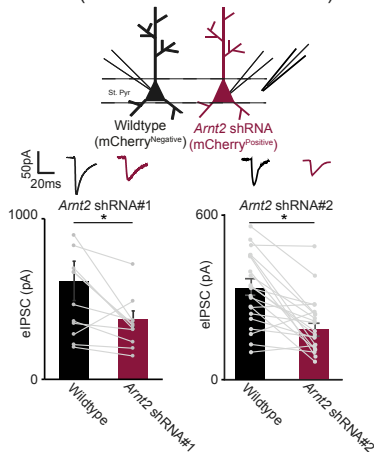 St. Pyr
Wildtype
(mCherryNegative)
Arnt2 shRNA
(mCherryPositive)
50pA
20ms
Arnt2 shRNA#1
Arnt2 shRNA#2
*
*
1000
eIPSC (pA)
0
Wildtype
Arnt2 shRNA#1
600
eIPSC (pA)
0
Wildtype
Arnt2 shRNA#2